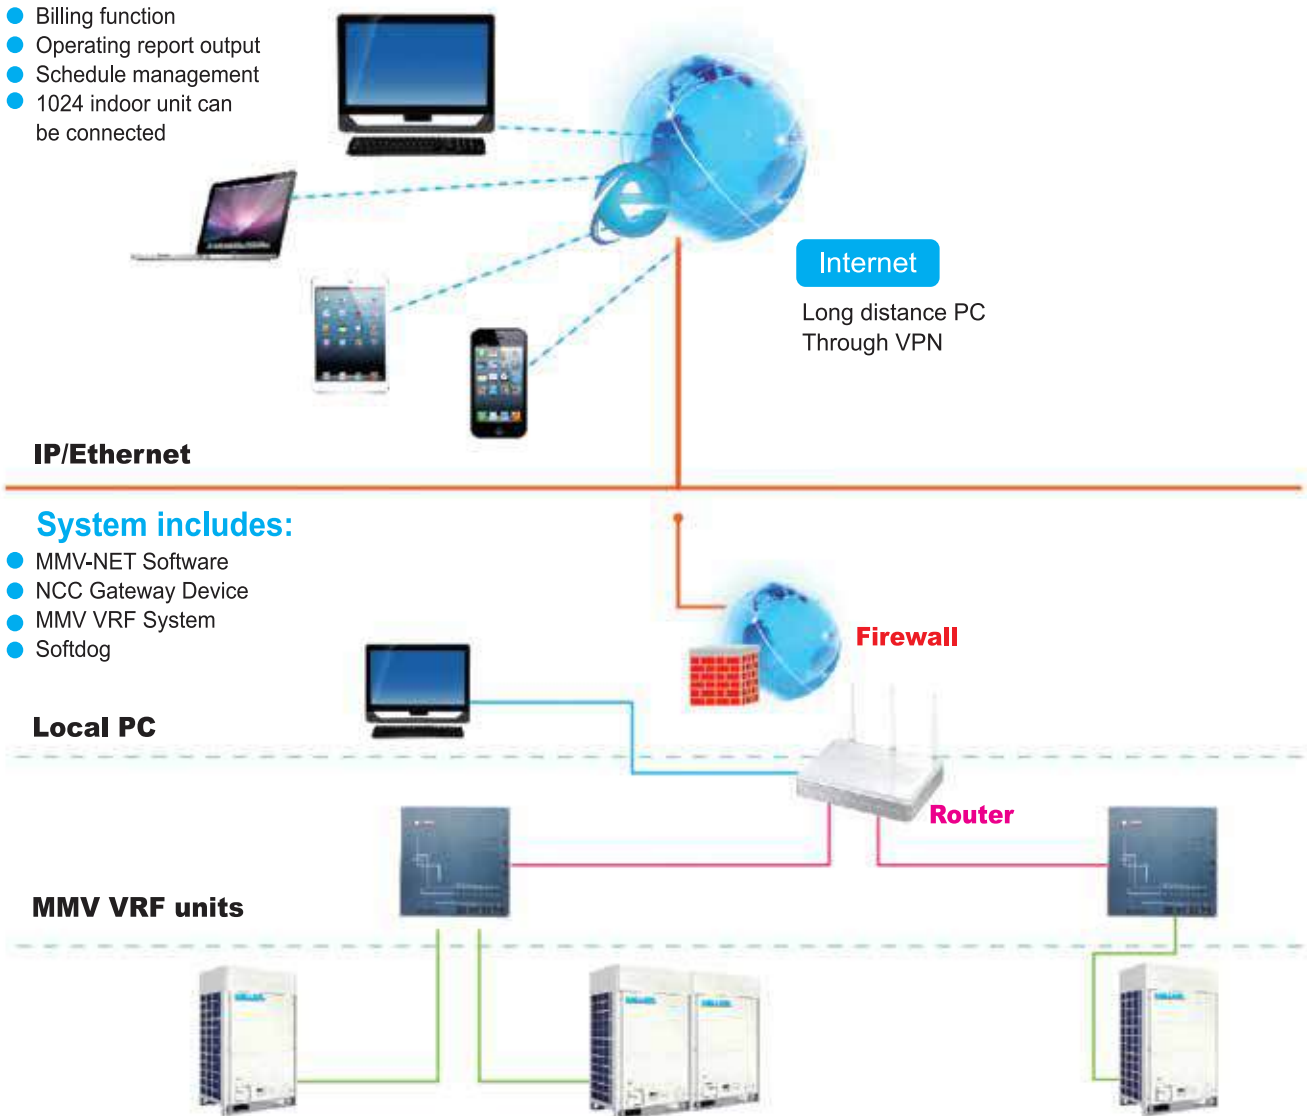 Billing function
Operating report output
Schedule management
1024 indoor unit can
be connected
Internet
Long distance PC
Through VPN
IP/Ethernet
System includes:
MMV-NET Software
NCC Gateway Device
MMV VRF System
Softdog
Firewall
Local PC
Router
MMV VRF units